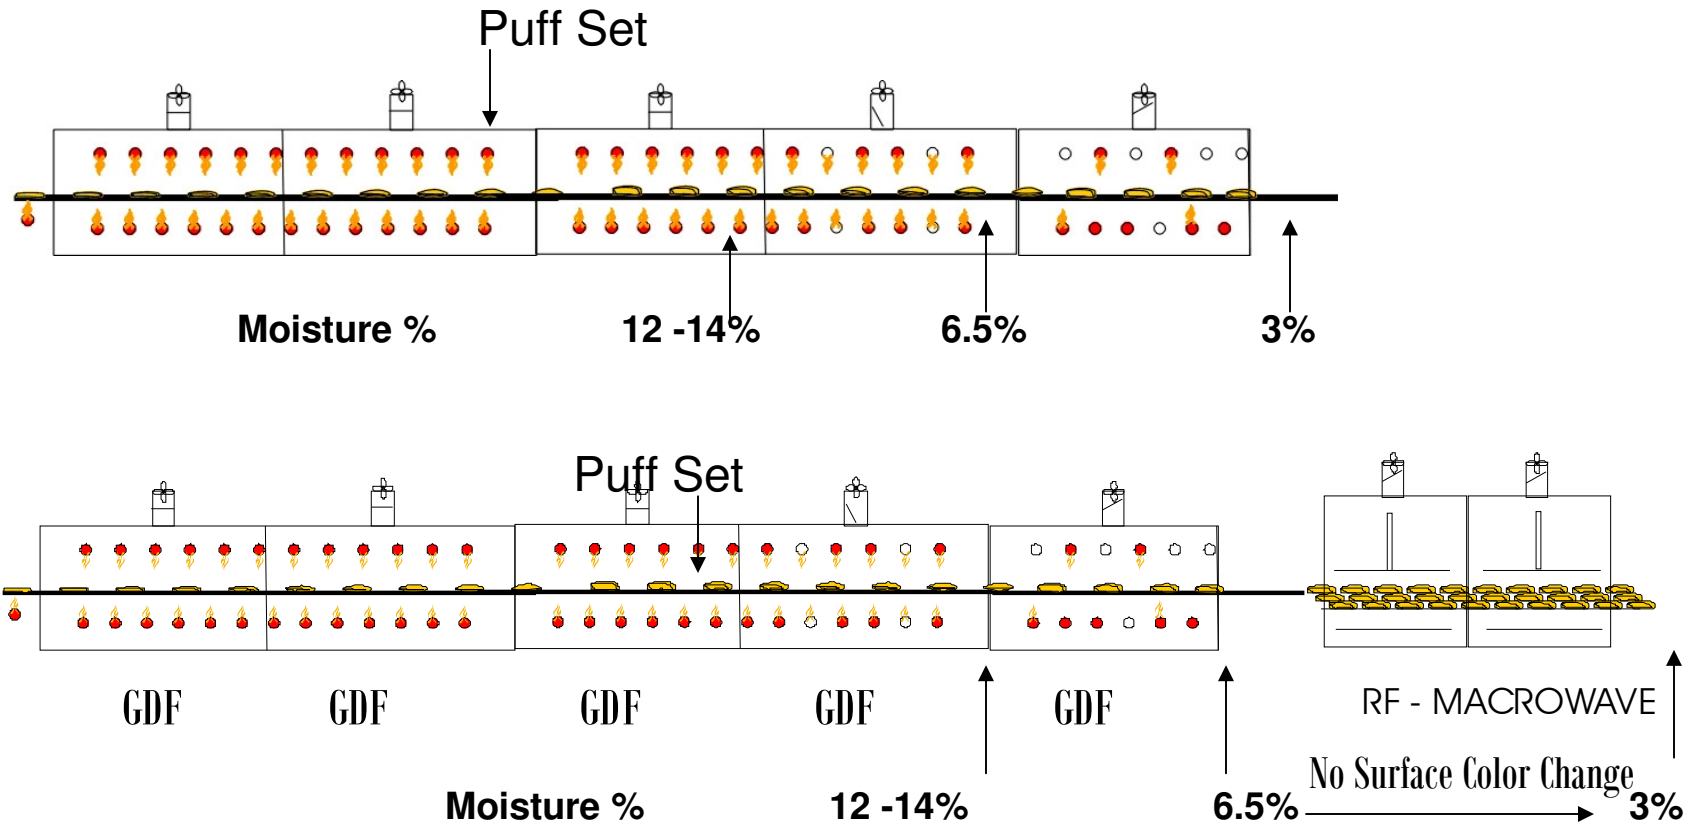 Puff Set
Moisture % 12 -14% 6.5% 3%
Puff Set
GDF GDF GDF GDF GDF
RF - MACROWAVE
No Surface Color Change
Moisture % 12 -14% 6.5% 3%